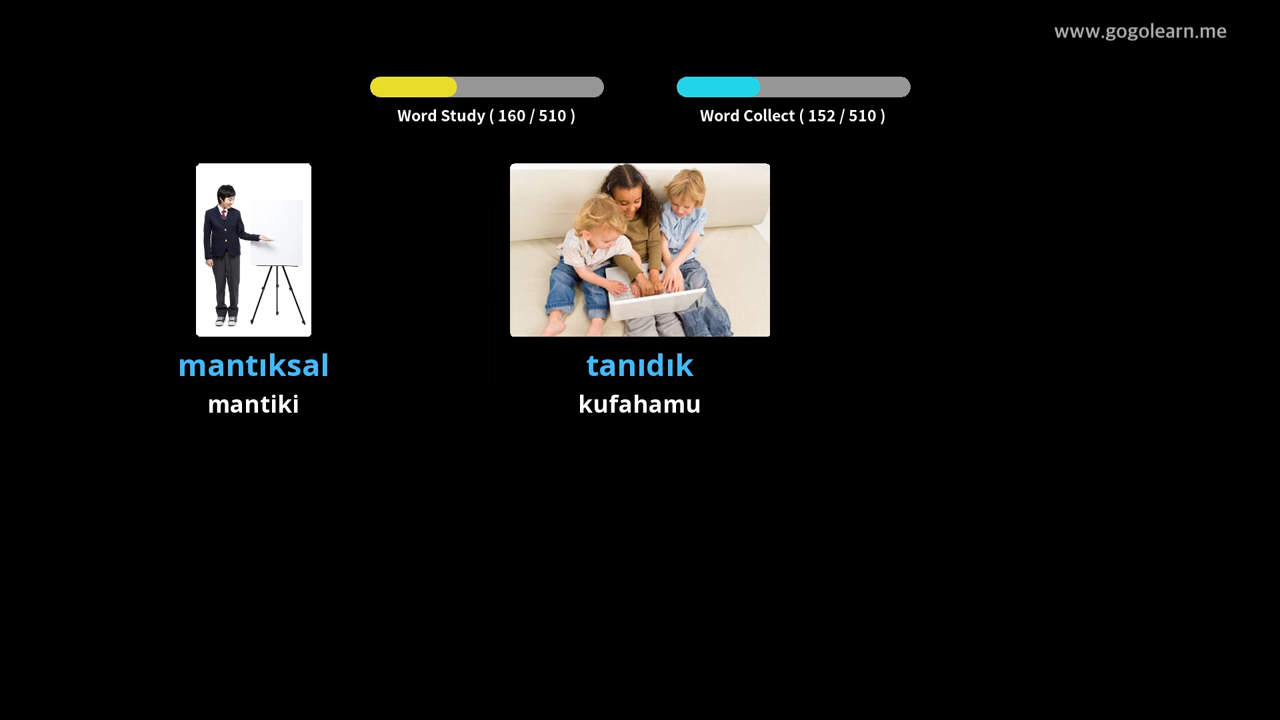 www.gogolearn.me
Word Study ( 160 / 510 )
Word Collect ( 152 / 510 )
mantıksal
mantiki
tanıdık
kufahamu